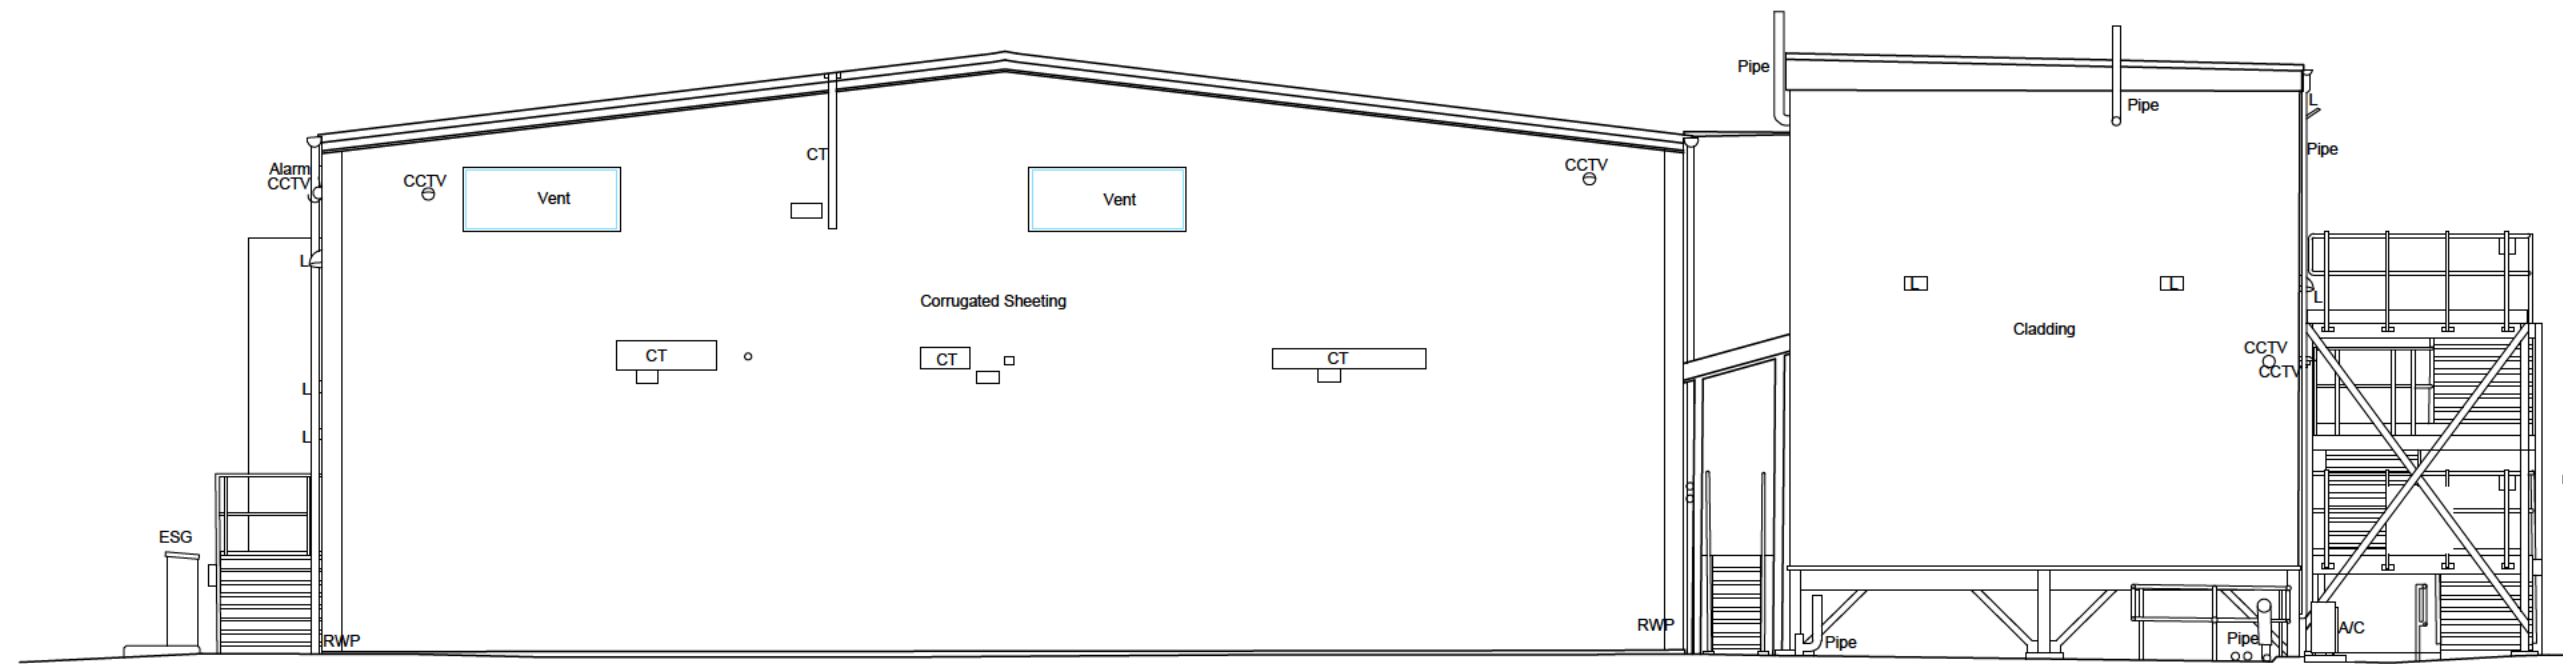 Pipe
Pipe
L
Pipe
CT
Alarm
CCTV
CCTV
CCTV
Vent
Vent
L
L
L
L
Corrugated Sheeting
Cladding
CT
CT
CT
CCTV
CCTV
L
L
ESG
RWP
RWP
Pipe
Pipe
A/C